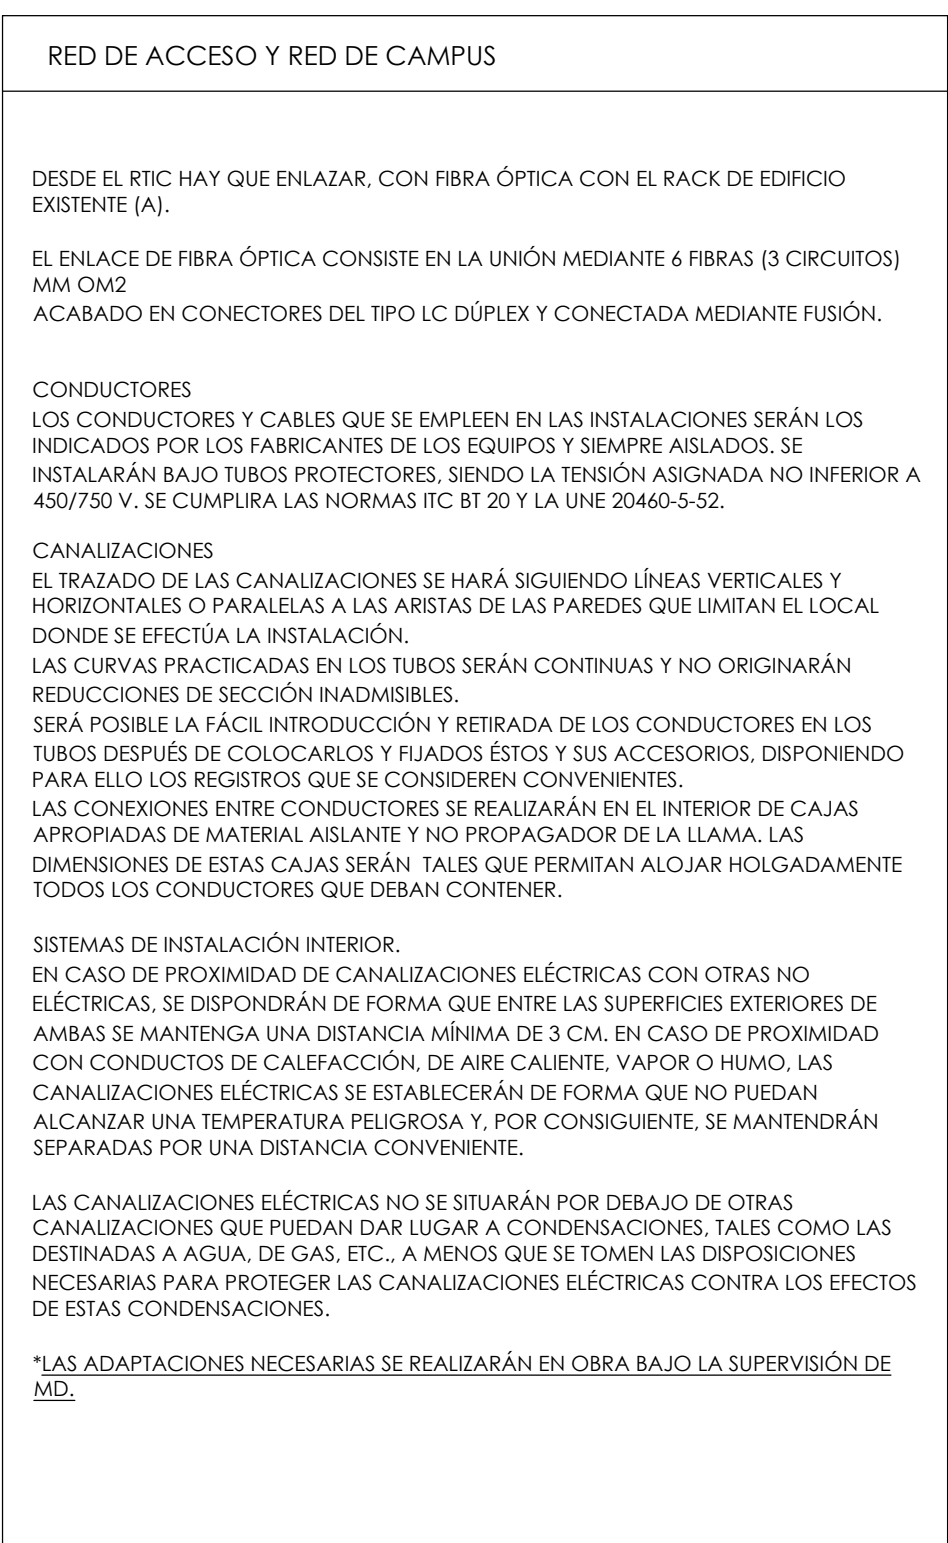 RED DE ACCESO Y RED DE CAMPUS
DESDE EL RTIC HAY QUE ENLAZAR, CON FIBRA ÓPTICA CON EL RACK DE EDIFICIO
EXISTENTE (A).
EL ENLACE DE FIBRA ÓPTICA CONSISTE EN LA UNIÓN MEDIANTE 6 FIBRAS (3 CIRCUITOS)
MM OM2
ACABADO EN CONECTORES DEL TIPO LC DÚPLEX Y CONECTADA MEDIANTE FUSIÓN.
CONDUCTORES
LOS CONDUCTORES Y CABLES QUE SE EMPLEEN EN LAS INSTALACIONES SERÁN LOS
INDICADOS POR LOS FABRICANTES DE LOS EQUIPOS Y SIEMPRE AISLADOS. SE
INSTALARÁN BAJO TUBOS PROTECTORES, SIENDO LA TENSIÓN ASIGNADA NO INFERIOR A
450/750 V. SE CUMPLIRA LAS NORMAS ITC BT 20 Y LA UNE 20460-5-52.
CANALIZACIONES
EL TRAZADO DE LAS CANALIZACIONES SE HARÁ SIGUIENDO LÍNEAS VERTICALES Y
HORIZONTALES O PARALELAS A LAS ARISTAS DE LAS PAREDES QUE LIMITAN EL LOCAL
DONDE SE EFECTÚA LA INSTALACIÓN.
LAS CURVAS PRACTICADAS EN LOS TUBOS SERÁN CONTINUAS Y NO ORIGINARÁN
REDUCCIONES DE SECCIÓN INADMISIBLES.
SERÁ POSIBLE LA FÁCIL INTRODUCCIÓN Y RETIRADA DE LOS CONDUCTORES EN LOS
TUBOS DESPUÉS DE COLOCARLOS Y FIJADOS ÉSTOS Y SUS ACCESORIOS, DISPONIENDO
PARA ELLO LOS REGISTROS QUE SE CONSIDEREN CONVENIENTES.
LAS CONEXIONES ENTRE CONDUCTORES SE REALIZARÁN EN EL INTERIOR DE CAJAS
APROPIADAS DE MATERIAL AISLANTE Y NO PROPAGADOR DE LA LLAMA. LAS
DIMENSIONES DE ESTAS CAJAS SERÁN  TALES QUE PERMITAN ALOJAR HOLGADAMENTE
TODOS LOS CONDUCTORES QUE DEBAN CONTENER.
SISTEMAS DE INSTALACIÓN INTERIOR.
EN CASO DE PROXIMIDAD DE CANALIZACIONES ELÉCTRICAS CON OTRAS NO
ELÉCTRICAS, SE DISPONDRÁN DE FORMA QUE ENTRE LAS SUPERFICIES EXTERIORES DE
AMBAS SE MANTENGA UNA DISTANCIA MÍNIMA DE 3 CM. EN CASO DE PROXIMIDAD
CON CONDUCTOS DE CALEFACCIÓN, DE AIRE CALIENTE, VAPOR O HUMO, LAS
CANALIZACIONES ELÉCTRICAS SE ESTABLECERÁN DE FORMA QUE NO PUEDAN
ALCANZAR UNA TEMPERATURA PELIGROSA Y, POR CONSIGUIENTE, SE MANTENDRÁN
SEPARADAS POR UNA DISTANCIA CONVENIENTE.
LAS CANALIZACIONES ELÉCTRICAS NO SE SITUARÁN POR DEBAJO DE OTRAS
CANALIZACIONES QUE PUEDAN DAR LUGAR A CONDENSACIONES, TALES COMO LAS
DESTINADAS A AGUA, DE GAS, ETC., A MENOS QUE SE TOMEN LAS DISPOSICIONES
NECESARIAS PARA PROTEGER LAS CANALIZACIONES ELÉCTRICAS CONTRA LOS EFECTOS
DE ESTAS CONDENSACIONES.
*LAS ADAPTACIONES NECESARIAS SE REALIZARÁN EN OBRA BAJO LA SUPERVISIÓN DE
MD.